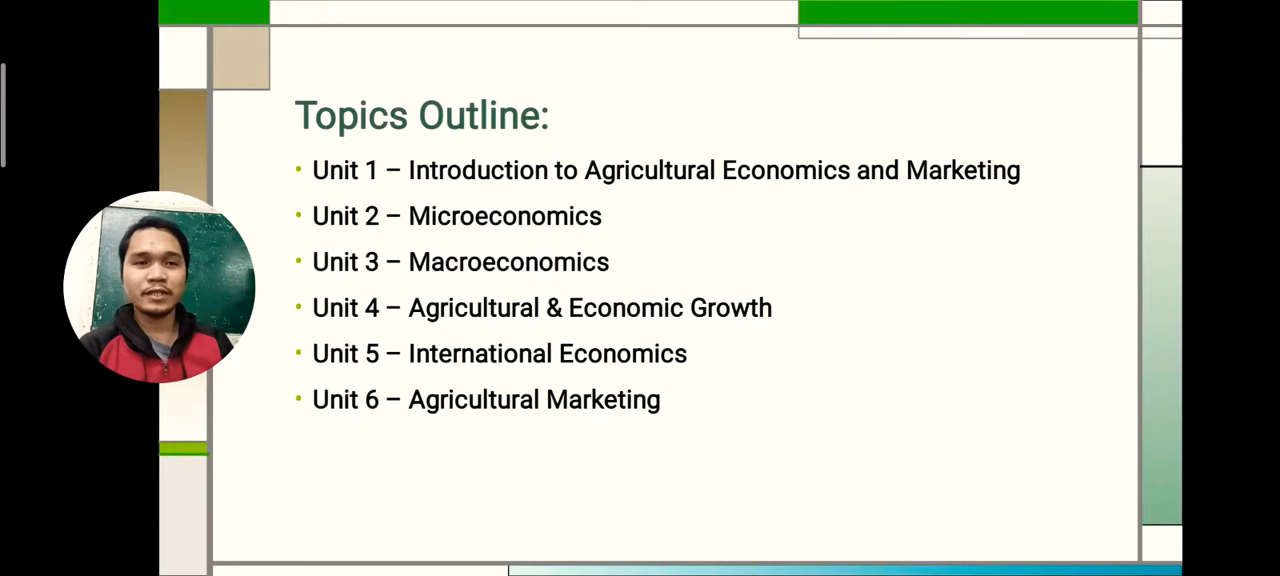 Topics Outline:
• Unit 1 – Introduction to Agricultural Economics and Marketing
• Unit 2 – Microeconomics
• Unit 3 – Macroeconomics
• Unit 4 – Agricultural & Economic Growth
• Unit 5 – International Economics
• Unit 6 – Agricultural Marketing